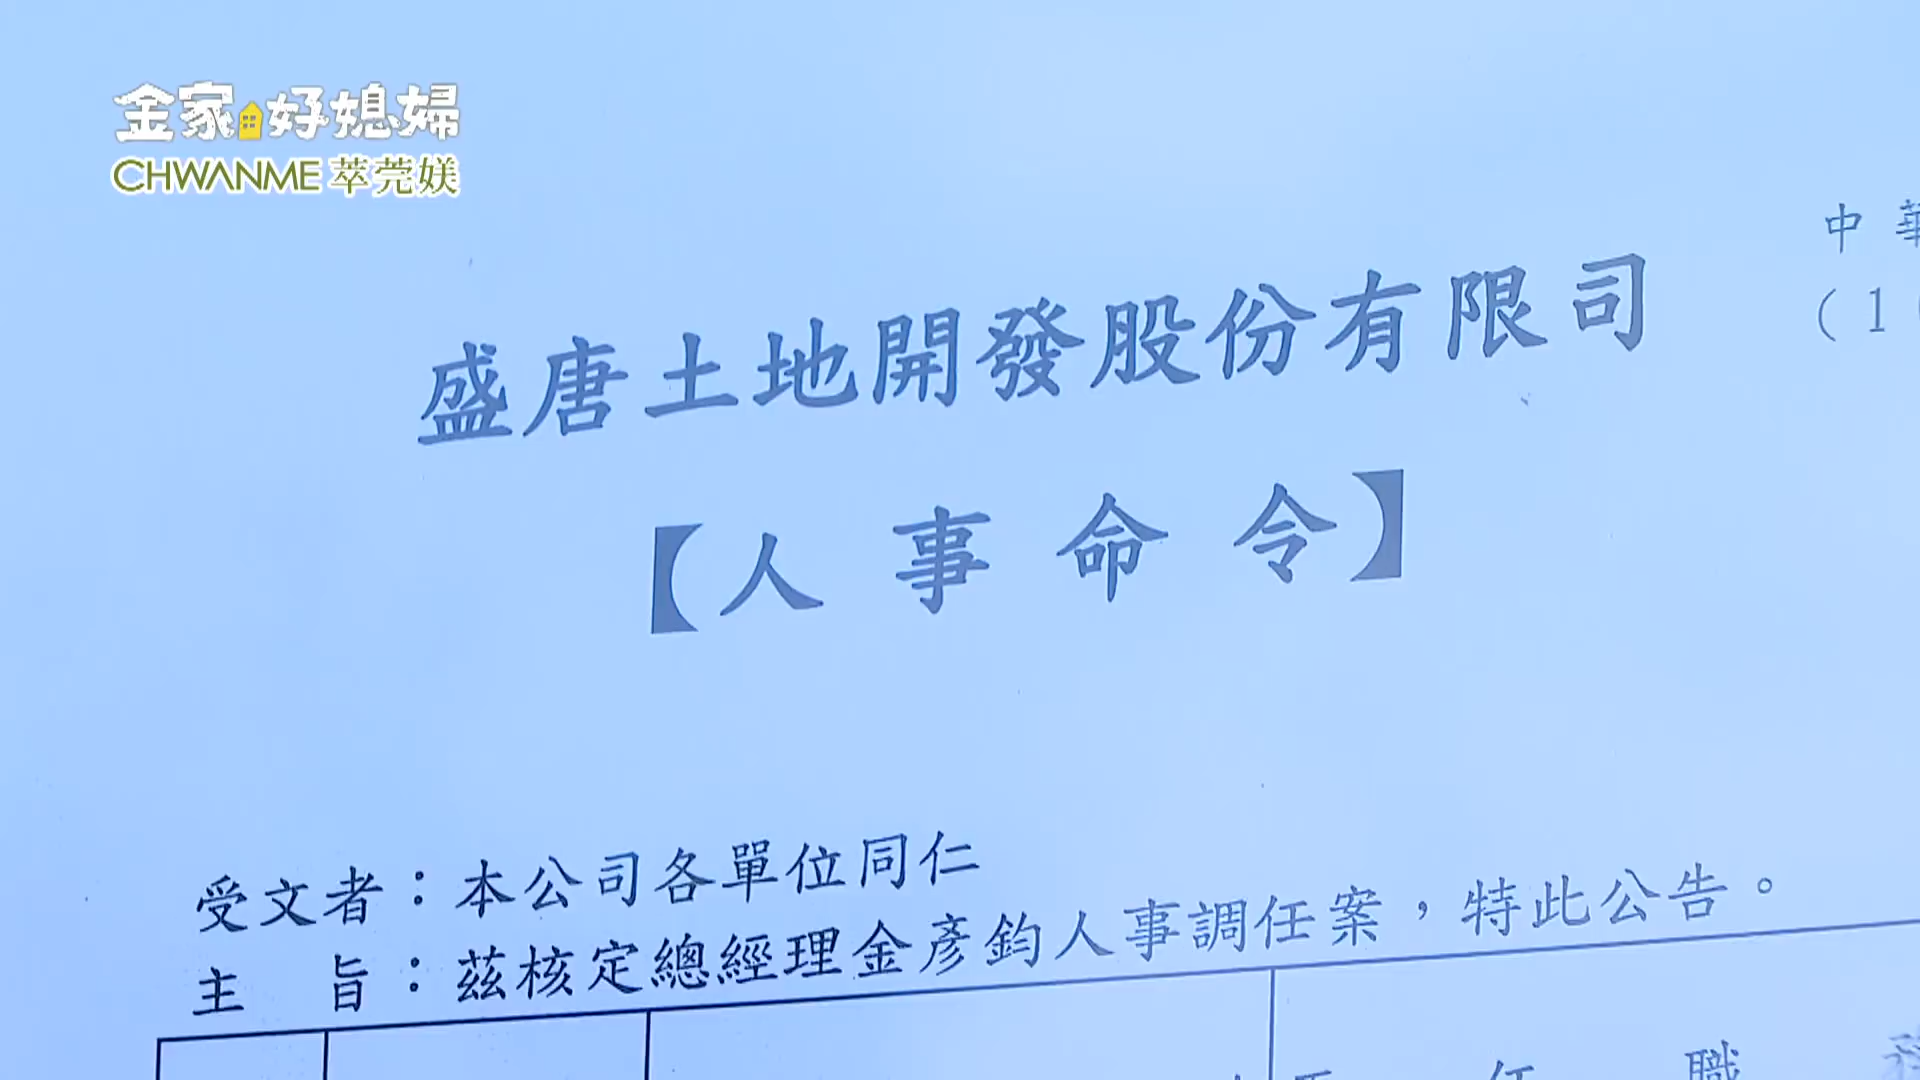 金家好媳婦
CHWANME 萃莞媄
中華
(1
盛唐土地開發股份有限司
【人事命令】
受文者：本公司各單位同仁
主 旨：茲核定總經理金彥鈞人事調任案，特此公告。
任 職